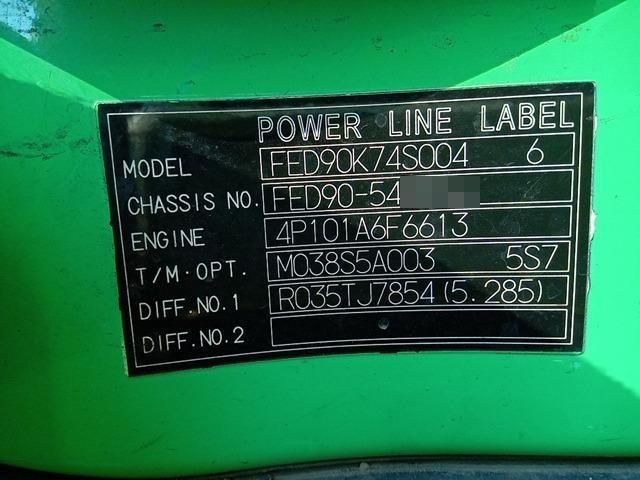 POWER LINE LABEL
MODEL FED90K74S004 6
CHASSIS NO. FED90-54
ENGINE 4P101A6F6613
T/M·OPT. M038S5A003 5S7
DIFF.NO.1 R035TJ7854(5.285)
DIFF.NO.2